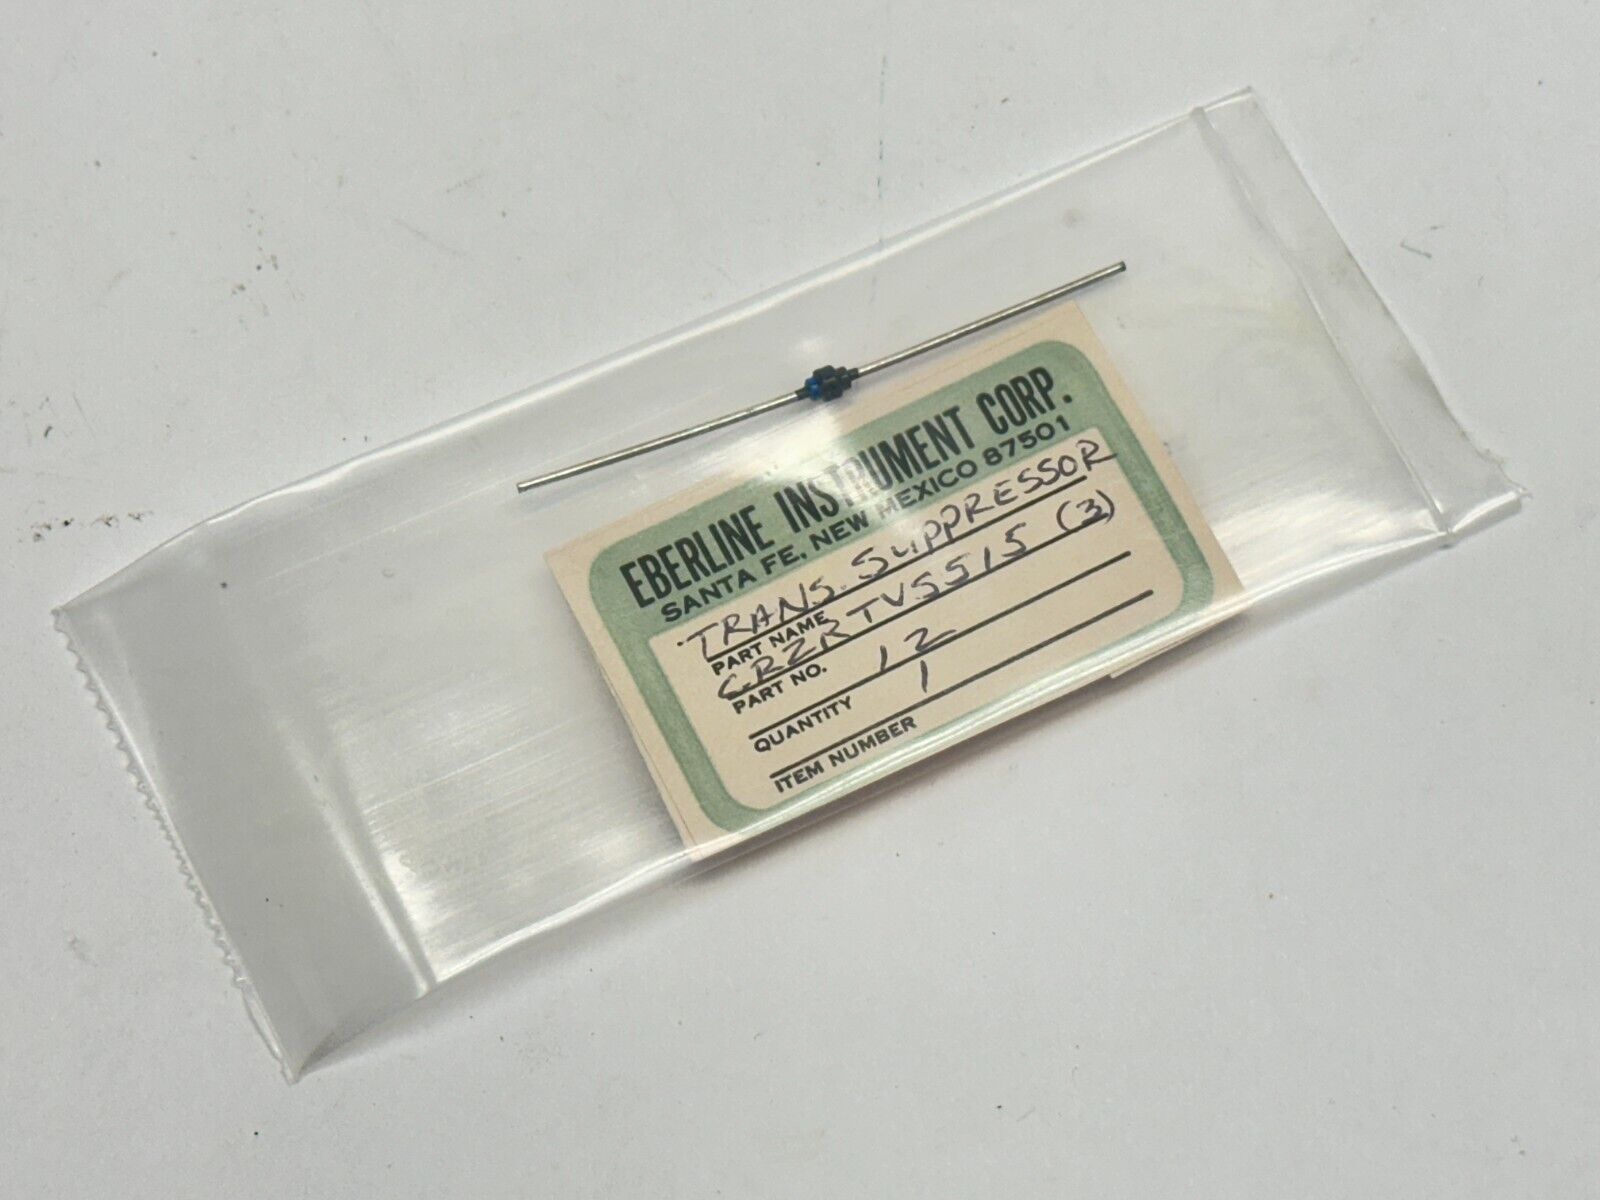 EBERLINE INSTRUMENT CORP.
SANTA FE, NEW MEXICO 87501
TRANS. SUPPRESSOR
PART NAME
CRZR TVS515 (3)
PART NO.
12
QUANTITY
1
ITEM NUMBER